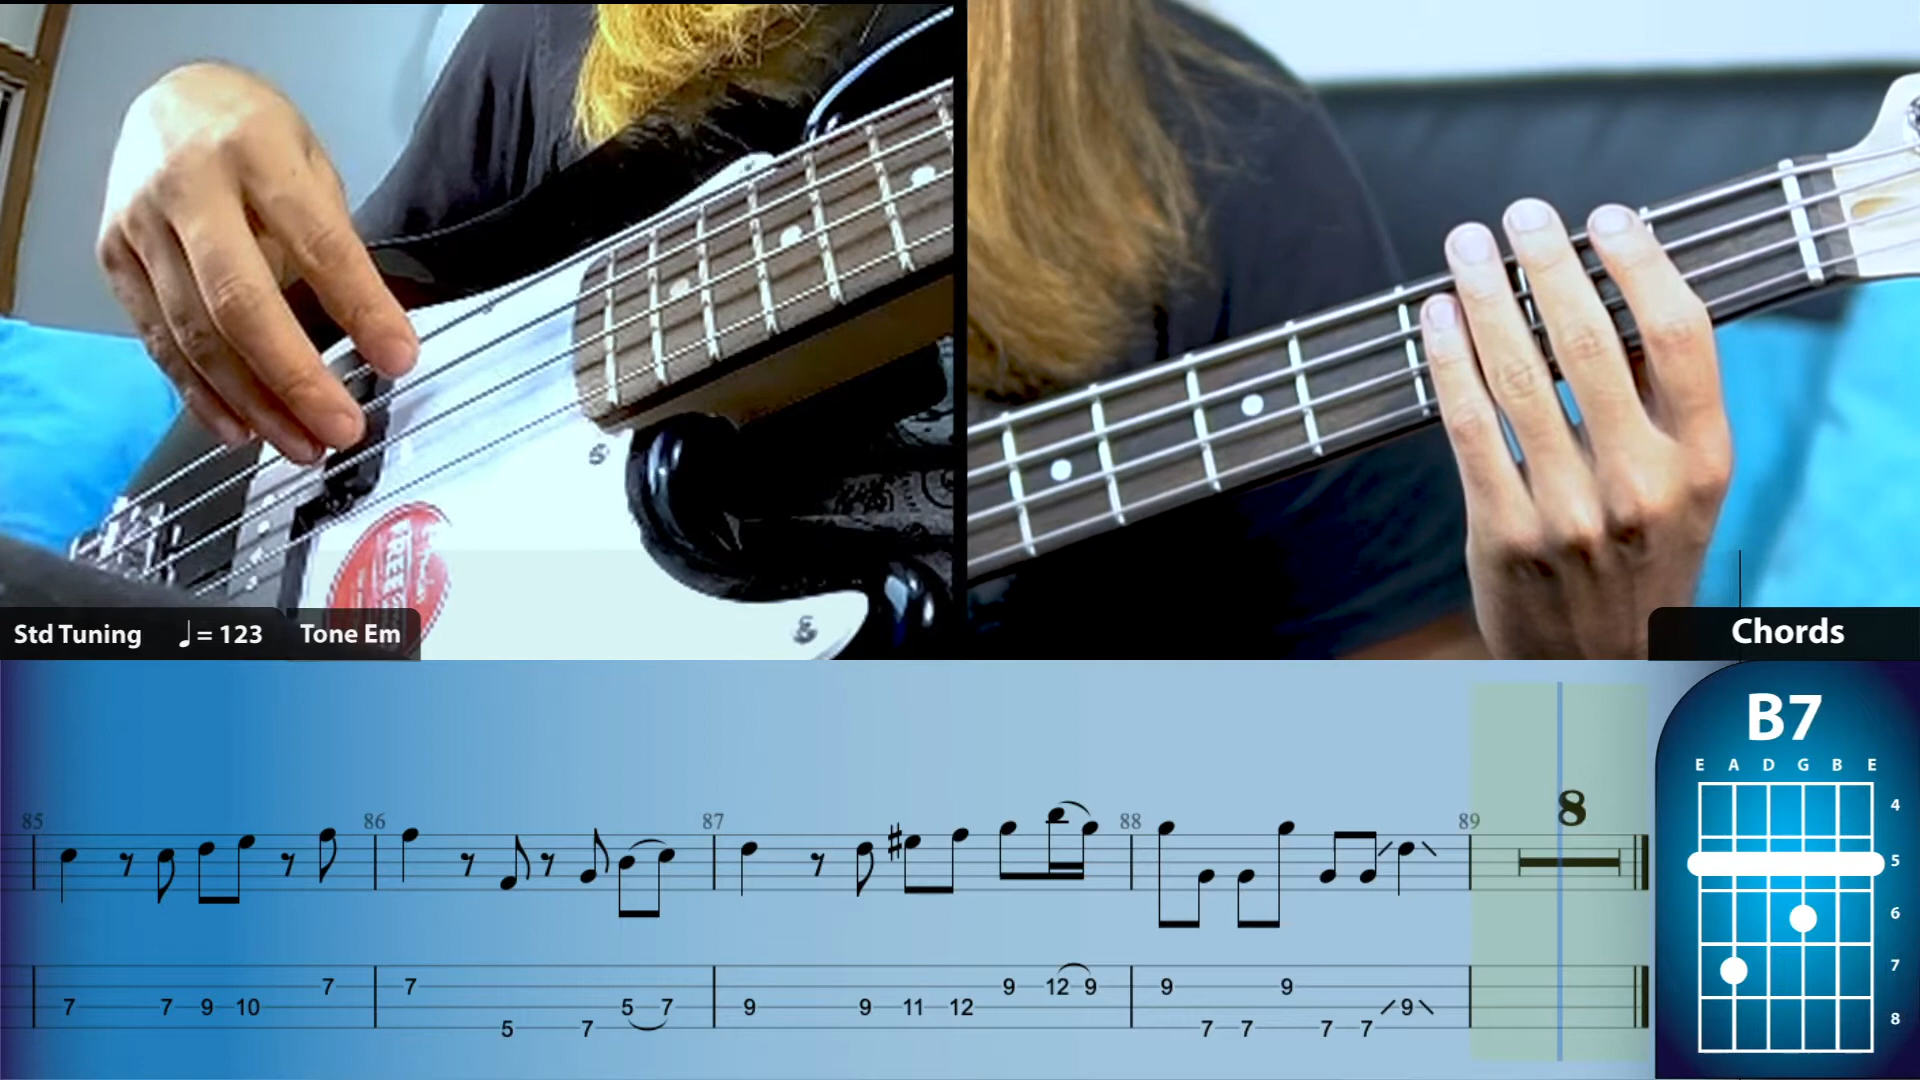 FREE
Std Tuning ♩= 123 Tone Em
Chords
B7
E A D G B E
4
5
6
7
8
85 86 87 88 89
8
7 7 9 10 7 7 5 7 5 7 9 9 11 12 9 12 9 9 7 7 9 7 7 9